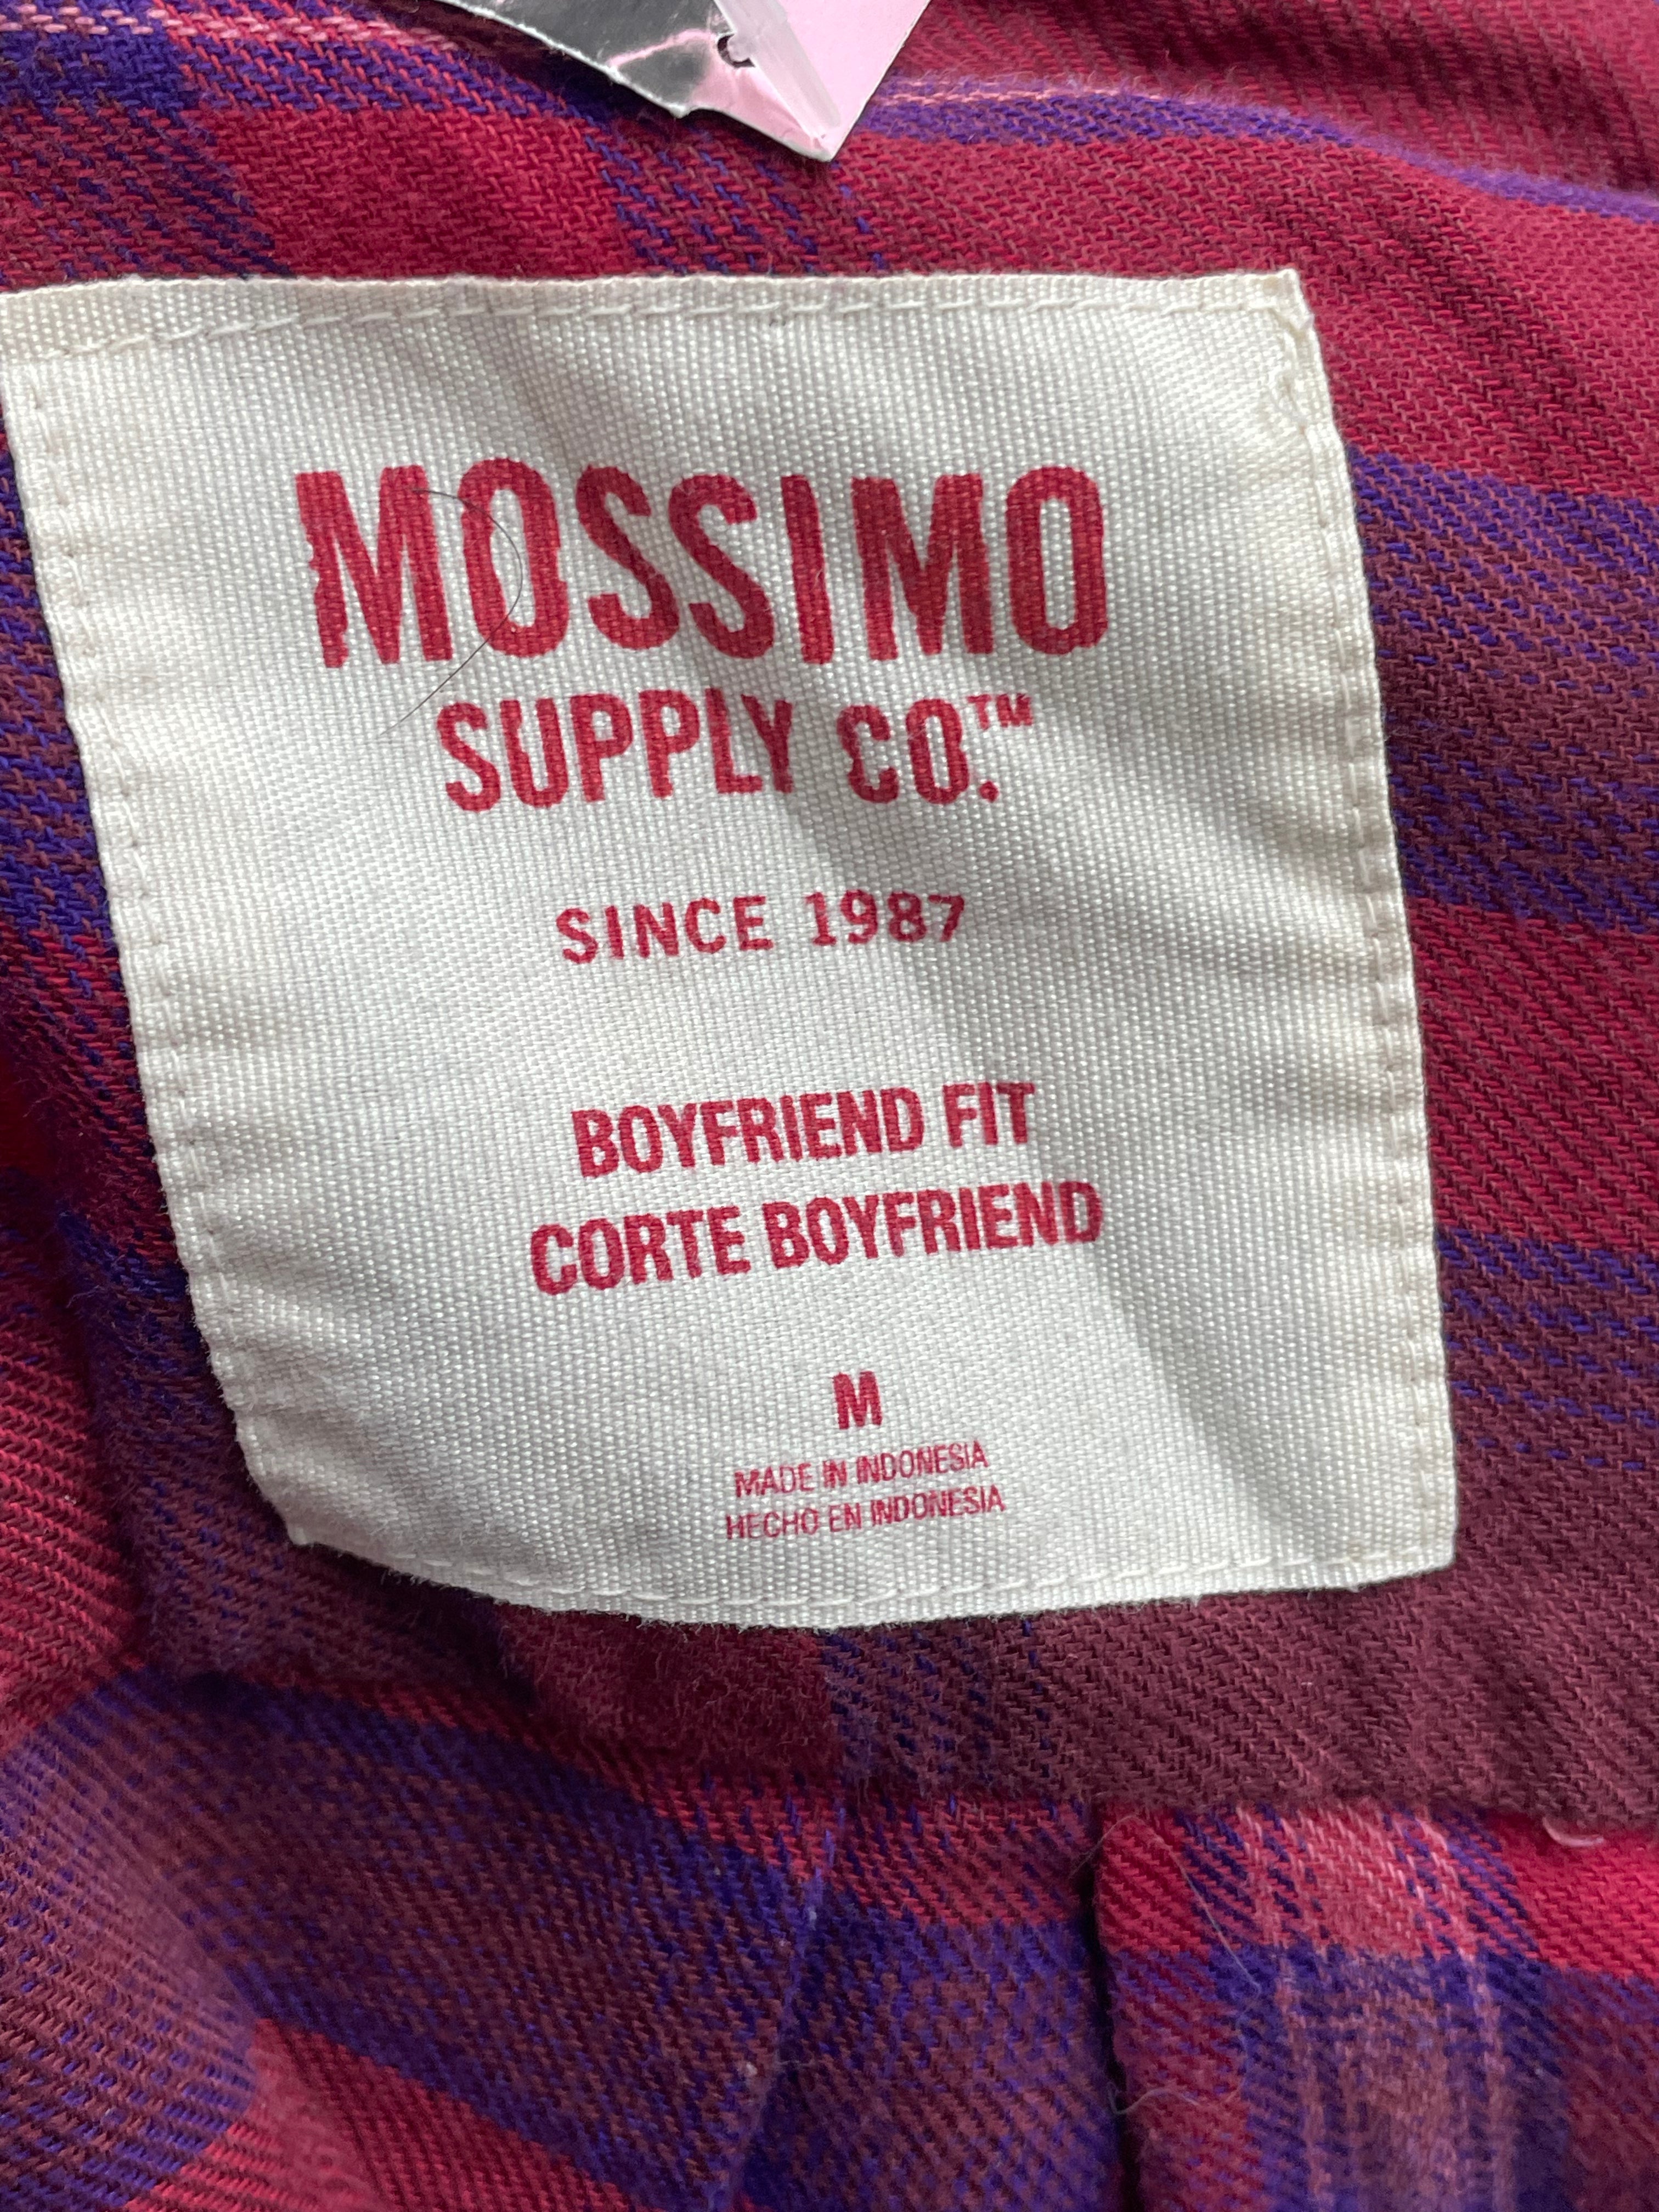 MOSSIMO
SUPPLY CO.™
SINCE 1987
BOYFRIEND FIT
CORTE BOYFRIEND
M
MADE IN INDONESIA
HECHO EN INDONESIA